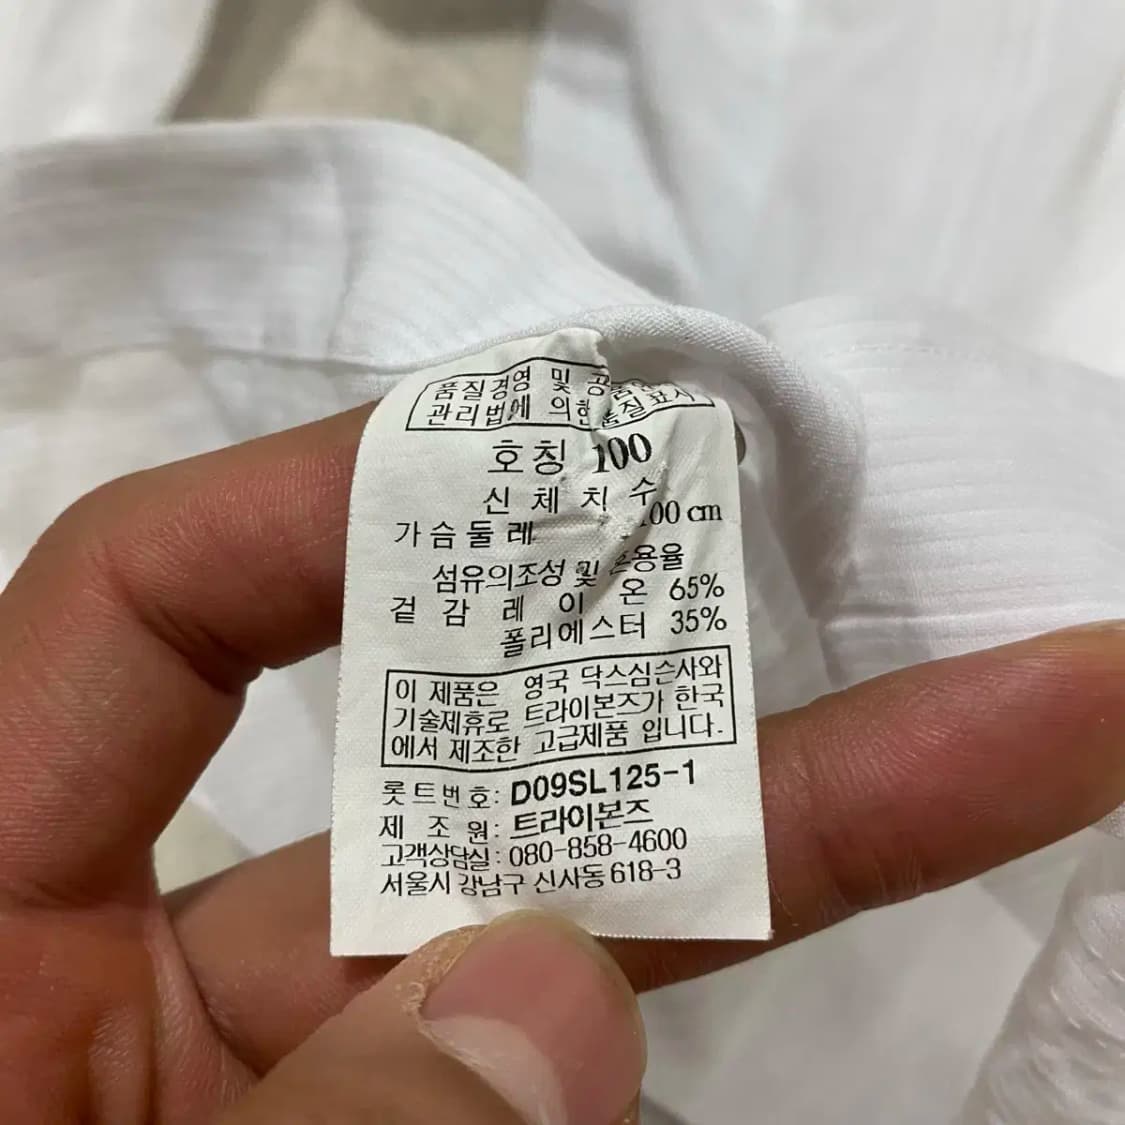 품질경영 및 공
관리법에 의한 품질표시
호칭 100
신체치수
가슴둘레 100 cm
섬유의조성 및 혼용율
겉감 레이온 65%
폴리에스터 35%
이 제품은 영국 닥스심슨사와
기술제휴로 트라이본즈가 한국
에서 제조한 고급제품 입니다.
롯트번호: D09SL125-1
제조원: 트라이본즈
고객상담실: 080-858-4600
서울시 강남구 신사동 618-3